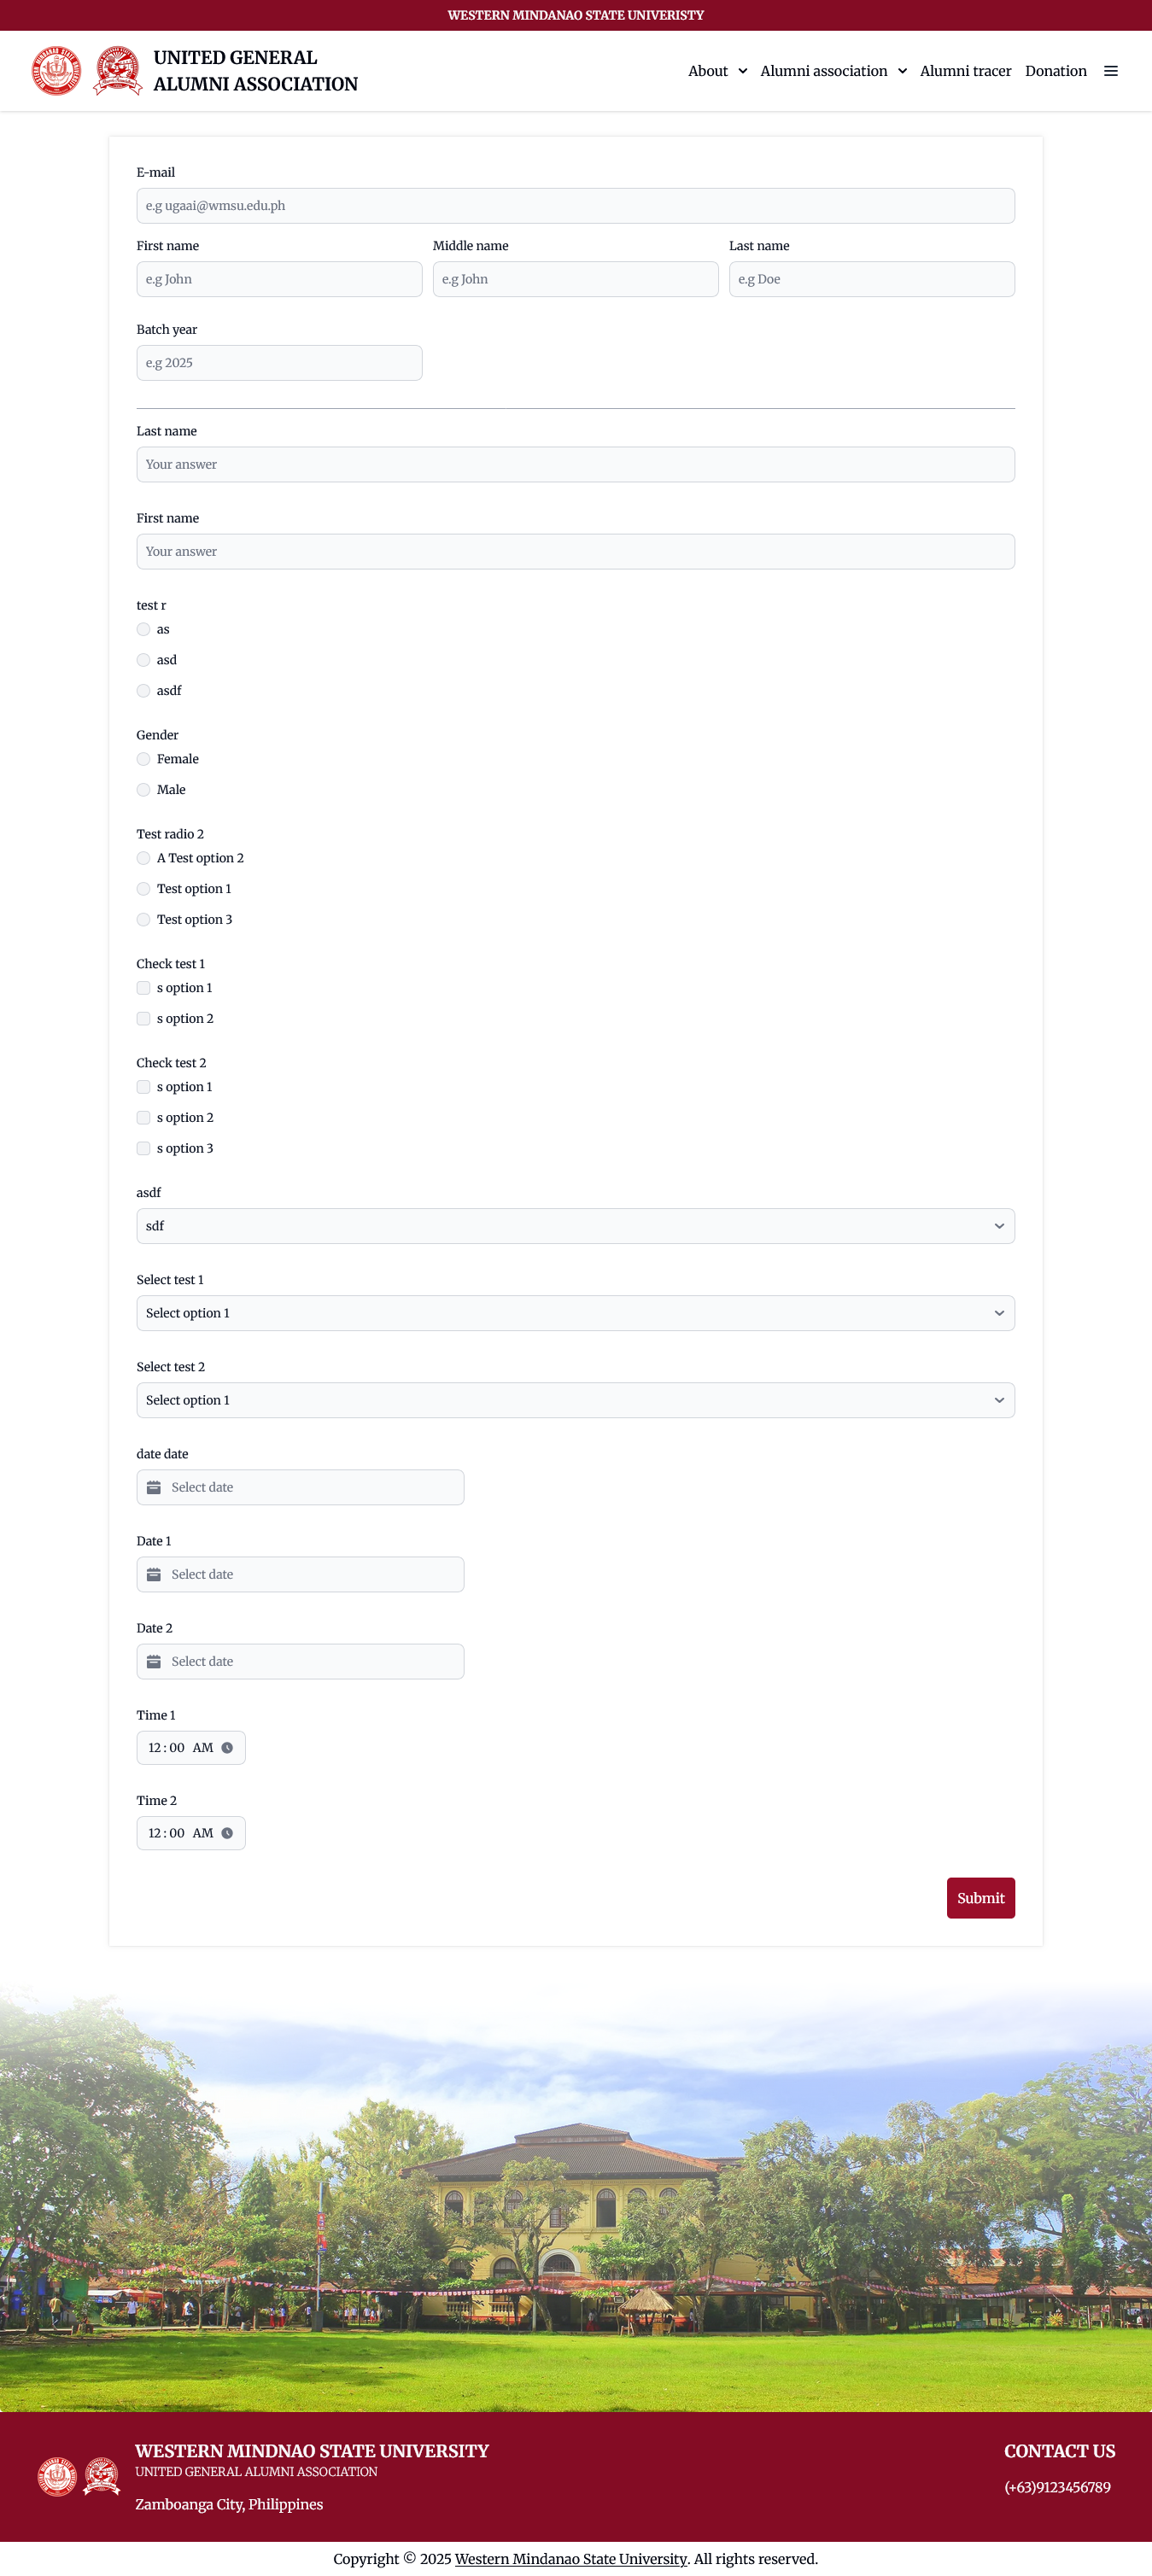 WESTERN MINDANAO STATE UNIVERISTY
UNITED GENERAL
ALUMNI ASSOCIATION
About
Alumni association
Alumni tracer
Donation
E-mail
e.g ugaai@wmsu.edu.ph
First name
Middle name
Last name
e.g John
e.g John
e.g Doe
Batch year
e.g 2025
Last name
Your answer
First name
Your answer
test r
as
asd
asdf
Gender
Female
Male
Test radio 2
A Test option 2
Test option 1
Test option 3
Check test 1
s option 1
s option 2
Check test 2
s option 1
s option 2
s option 3
asdf
sdf
Select test 1
Select option 1
Select test 2
Select option 1
date date
Select date
Date 1
Select date
Date 2
Select date
Time 1
12 : 00 AM
Time 2
12 : 00 AM
Submit
WESTERN MINDNAO STATE UNIVERSITY
UNITED GENERAL ALUMNI ASSOCIATION
Zamboanga City, Philippines
CONTACT US
(+63)9123456789
Copyright © 2025 Western Mindanao State University. All rights reserved.